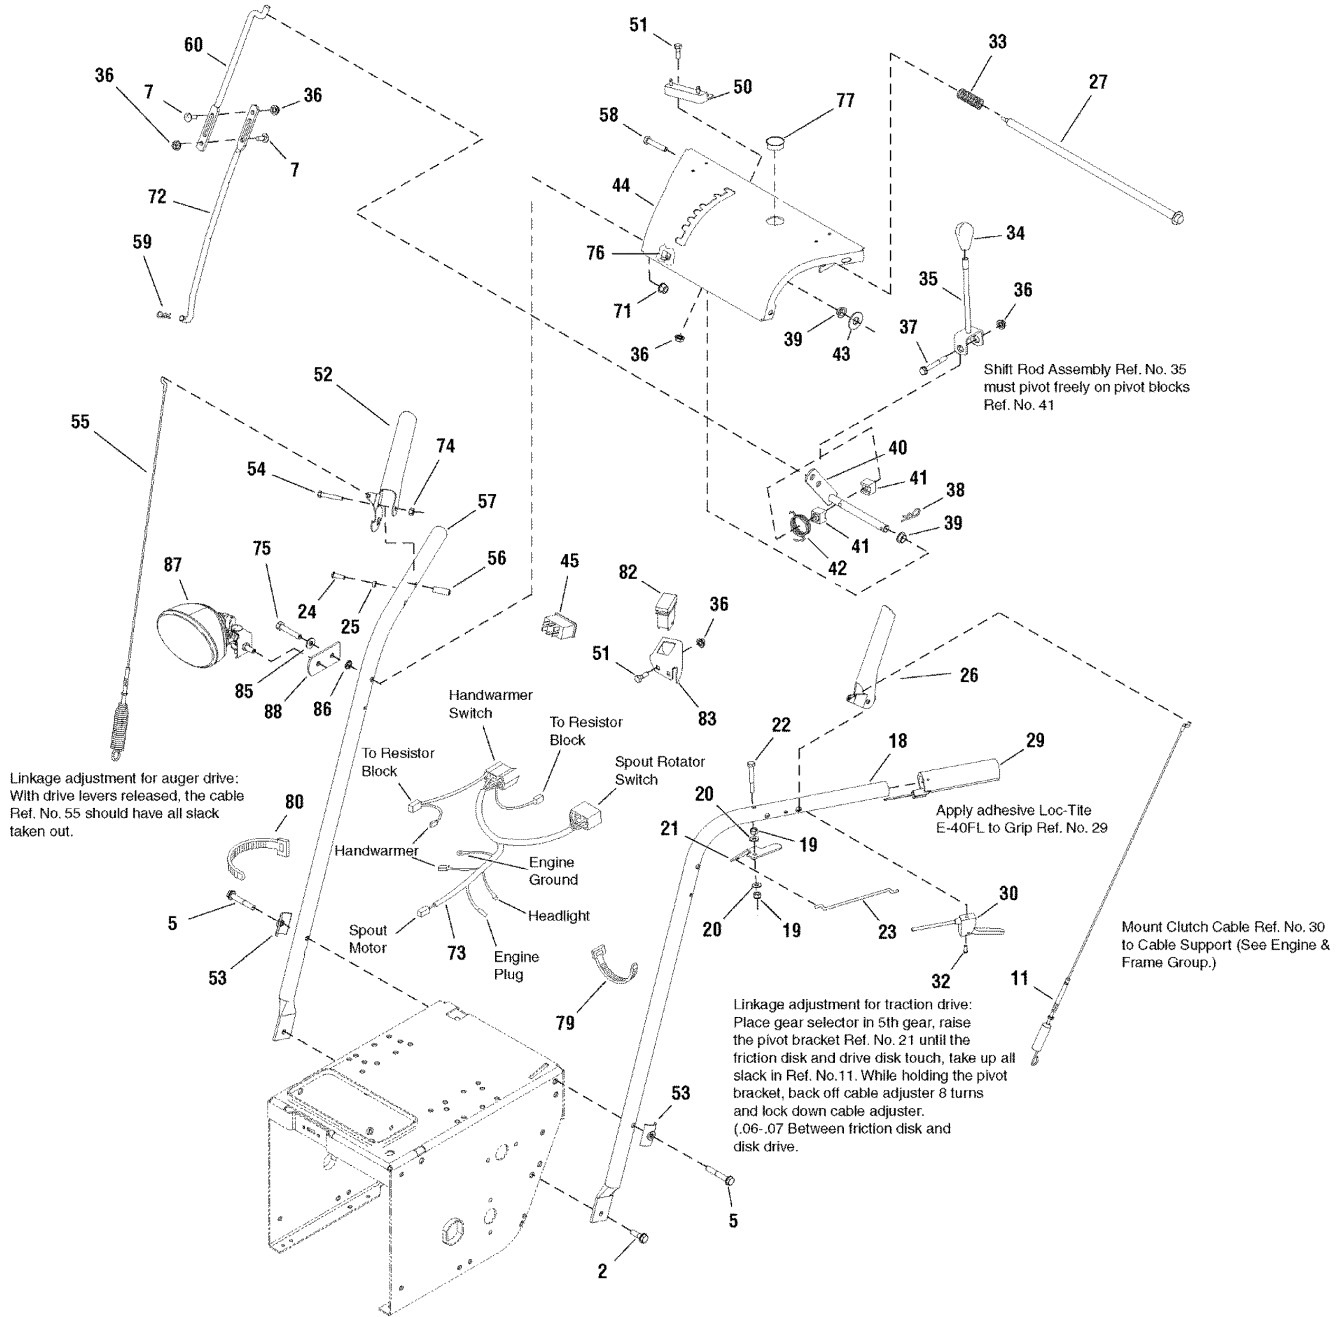 51
33
60
27
36
7
36
50
77
58
7
44
72
34
59
76
35
36
71
37
39
43
36
Shift Rod Assembly Ref. No. 35
must pivot freely on pivot blocks
Ref. No. 41
52
55
74
40
54
41
38
57
39
75
56
45
82
41
42
87
24
25
36
51
26
85
88
86
83
Handwarmer
Switch
22
To Resistor
Block
18
29
To Resistor
Block
Spout Rotator
Switch
Linkage adjustment for auger drive:
With drive levers released, the cable
Ref. No. 55 should have all slack
taken out.
80
20
Apply adhesive Loc-Tite
E-40FL to Grip Ref. No. 29
21
19
Handwarmer
Engine
Ground
30
5
Headlight
20
19
23
Spout
Motor
73
Engine
Plug
Mount Clutch Cable Ref. No. 30
to Cable Support (See Engine &
Frame Group.)
53
32
11
79
Linkage adjustment for traction drive:
Place gear selector in 5th gear, raise
the pivot bracket Ref. No. 21 until the
friction disk and drive disk touch, take up all
slack in Ref. No.11. While holding the pivot
bracket, back off cable adjuster 8 turns
and lock down cable adjuster.
(.06-.07 Between friction disk and
disk drive.
53
5
2